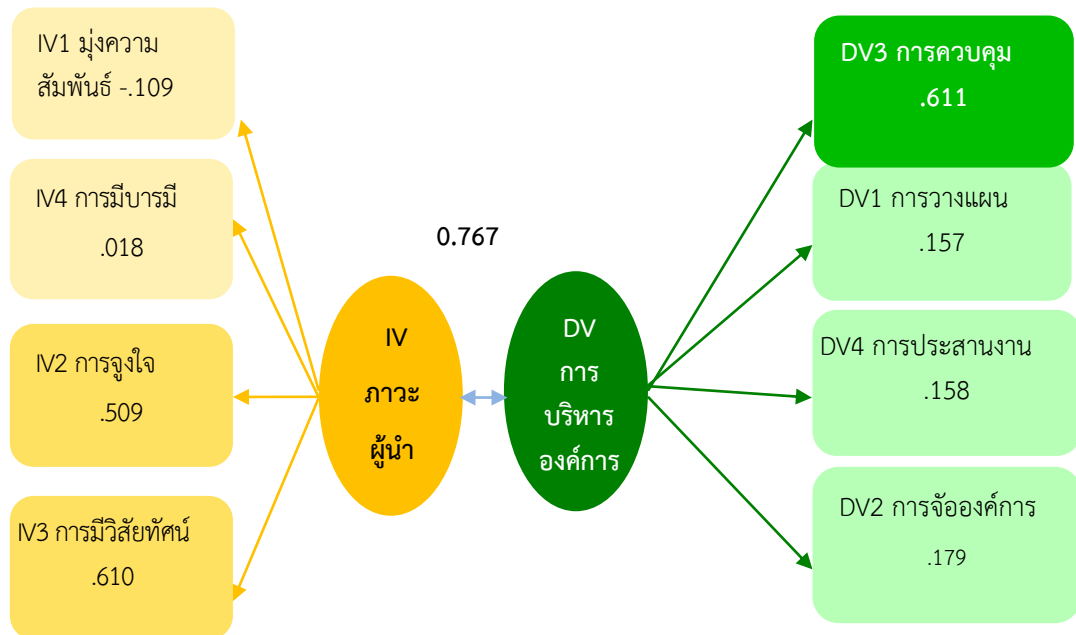 IV1 มุ่งความ
สัมพันธ์ -.109
IV4 การมีบารมี
.018
IV2 การจูงใจ
.509
IV3 การมีวิสัยทัศน์
.610
0.767
IV
ภาวะ
ผู้นำ
DV
การ
บริหาร
องค์การ
DV3 การควบคุม
.611
DV1 การวางแผน
.157
DV4 การประสานงาน
.158
DV2 การจัดองค์การ
.179